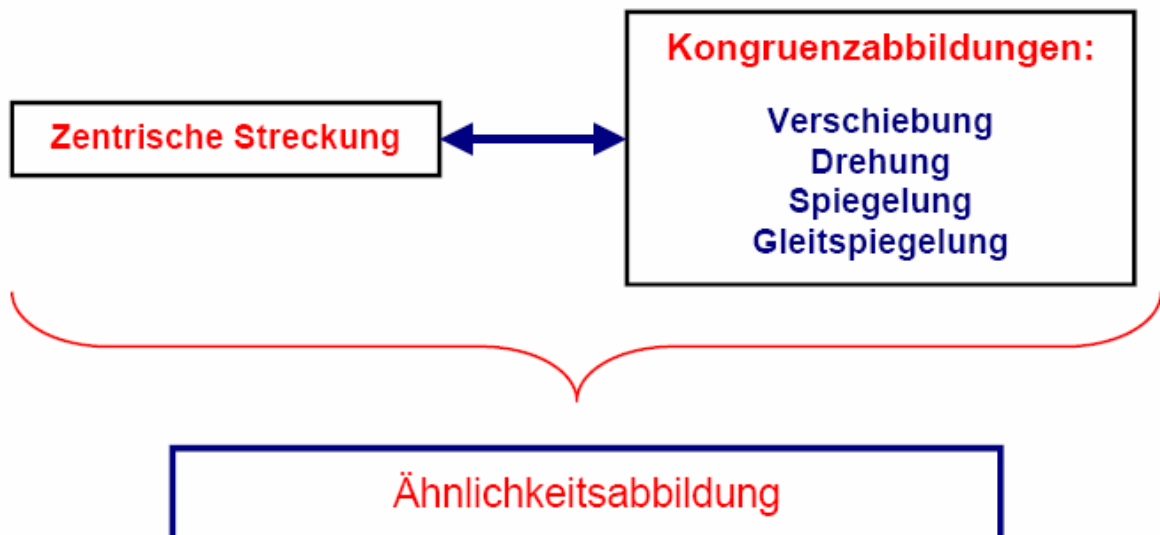 Zentrische Streckung
Kongruenzabbildungen:
Verschiebung
Drehung
Spiegelung
Gleitspiegelung
Ähnlichkeitsabbildung